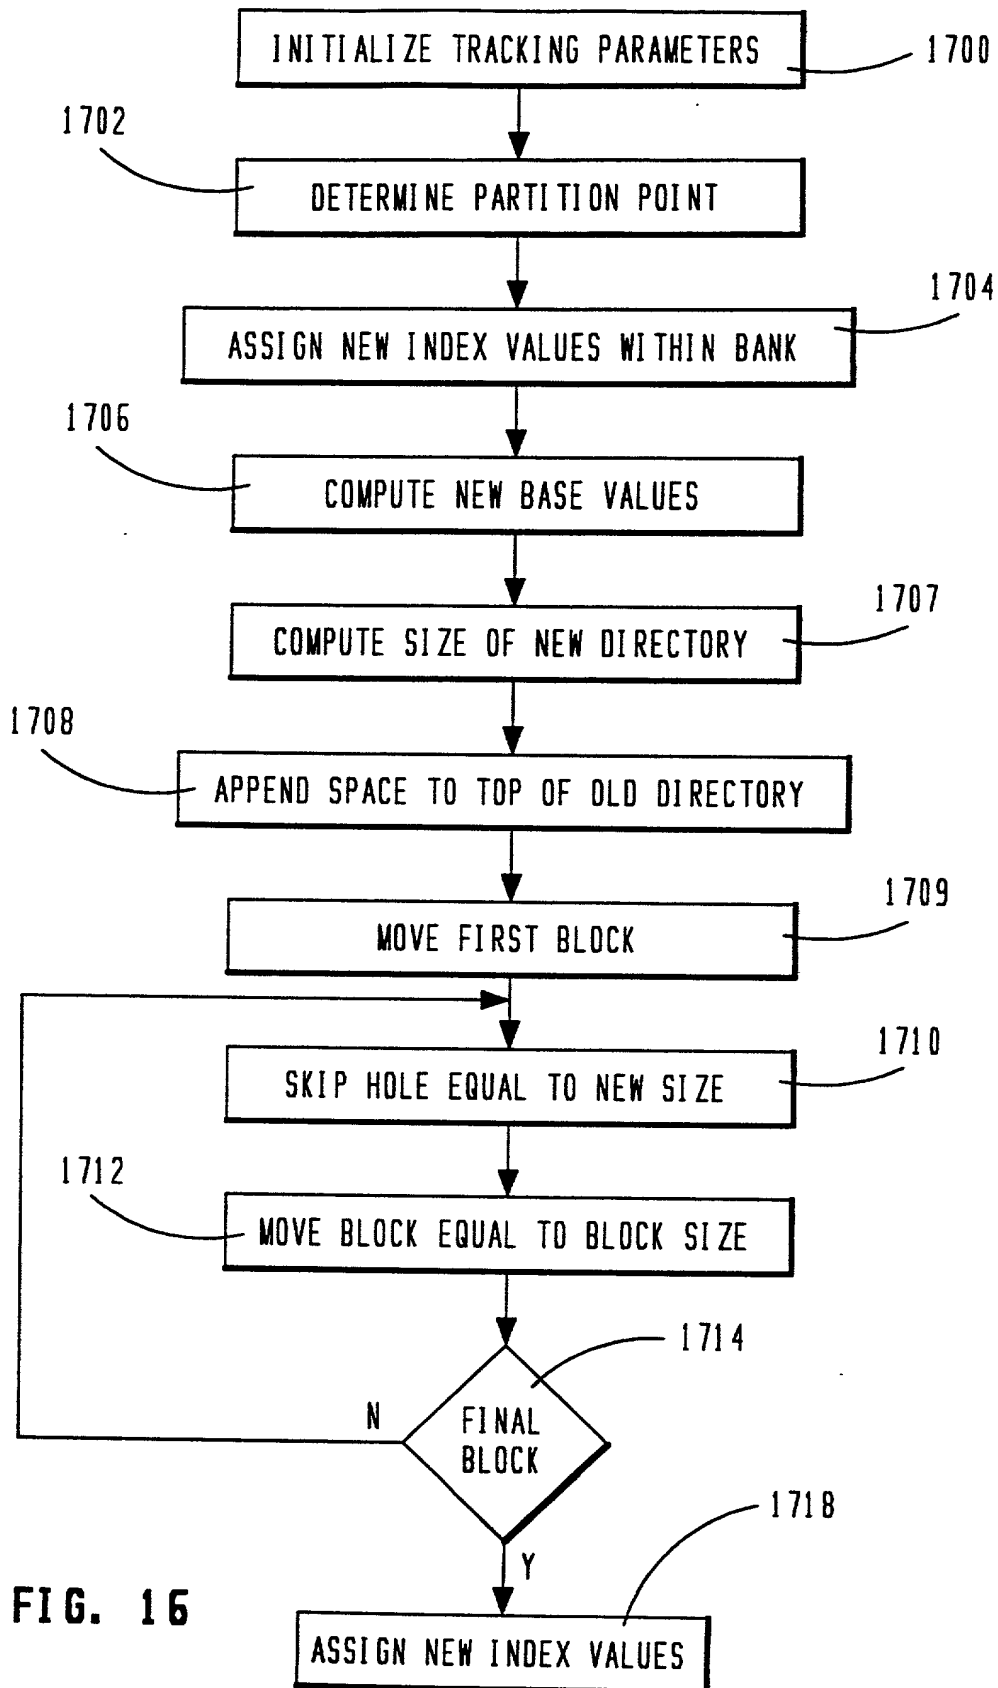 INITIALIZE TRACKING PARAMETERS
1700
1702
DETERMINE PARTITION POINT
1704
ASSIGN NEW INDEX VALUES WITHIN BANK
1706
COMPUTE NEW BASE VALUES
1707
COMPUTE SIZE OF NEW DIRECTORY
1708
APPEND SPACE TO TOP OF OLD DIRECTORY
1709
MOVE FIRST BLOCK
1710
SKIP HOLE EQUAL TO NEW SIZE
1712
MOVE BLOCK EQUAL TO BLOCK SIZE
1714
N
FINAL
BLOCK
1718
Y
FIG. 16
ASSIGN NEW INDEX VALUES